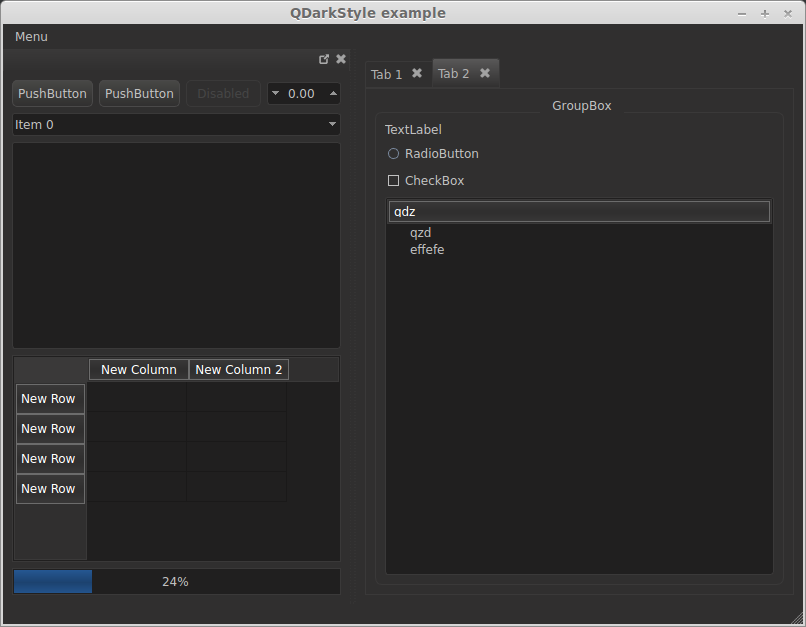 QDarkStyle example
Menu
PushButton PushButton Disabled 0.00
Item 0
New Column New Column 2
New Row
New Row
New Row
New Row
24%
Tab 1 Tab 2
GroupBox
TextLabel
RadioButton
CheckBox
qdz
qzd
effefe